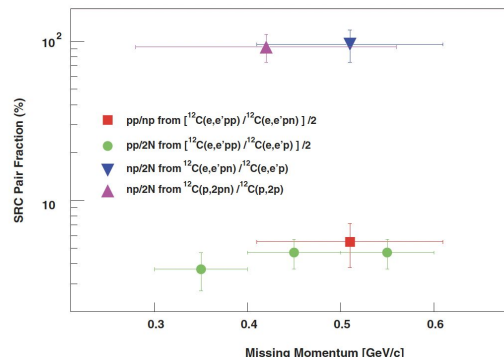 10²
SRC Pair Fraction (%)
pp/np from [¹²C(e,e'pp) /¹²C(e,e'pn) ] /2
pp/2N from [¹²C(e,e'pp) /¹²C(e,e'p) ] /2
np/2N from ¹²C(e,e'pn) /¹²C(e,e'p)
np/2N from ¹²C(p,2pn) /¹²C(p,2p)
10
0.3 0.4 0.5 0.6
Missing Momentum [GeV/c]